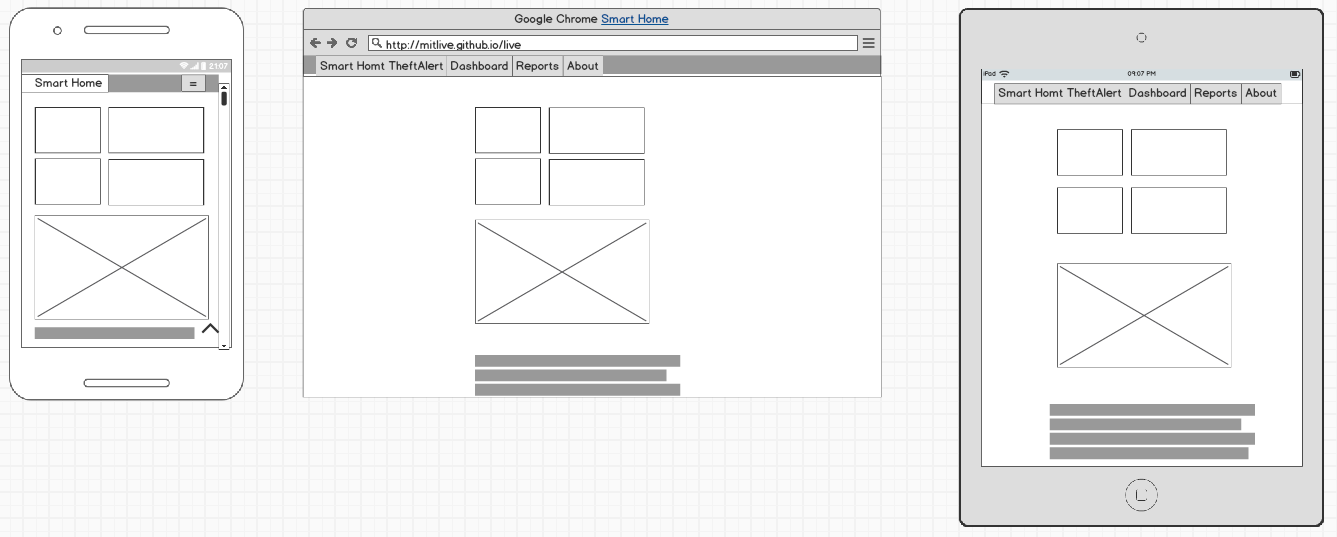 21:07
Smart Home
=
Google Chrome Smart Home
http://mitlive.github.io/live
Smart Homt TheftAlert Dashboard Reports About
iPad 09:07 PM
Smart Homt TheftAlert Dashboard Reports About